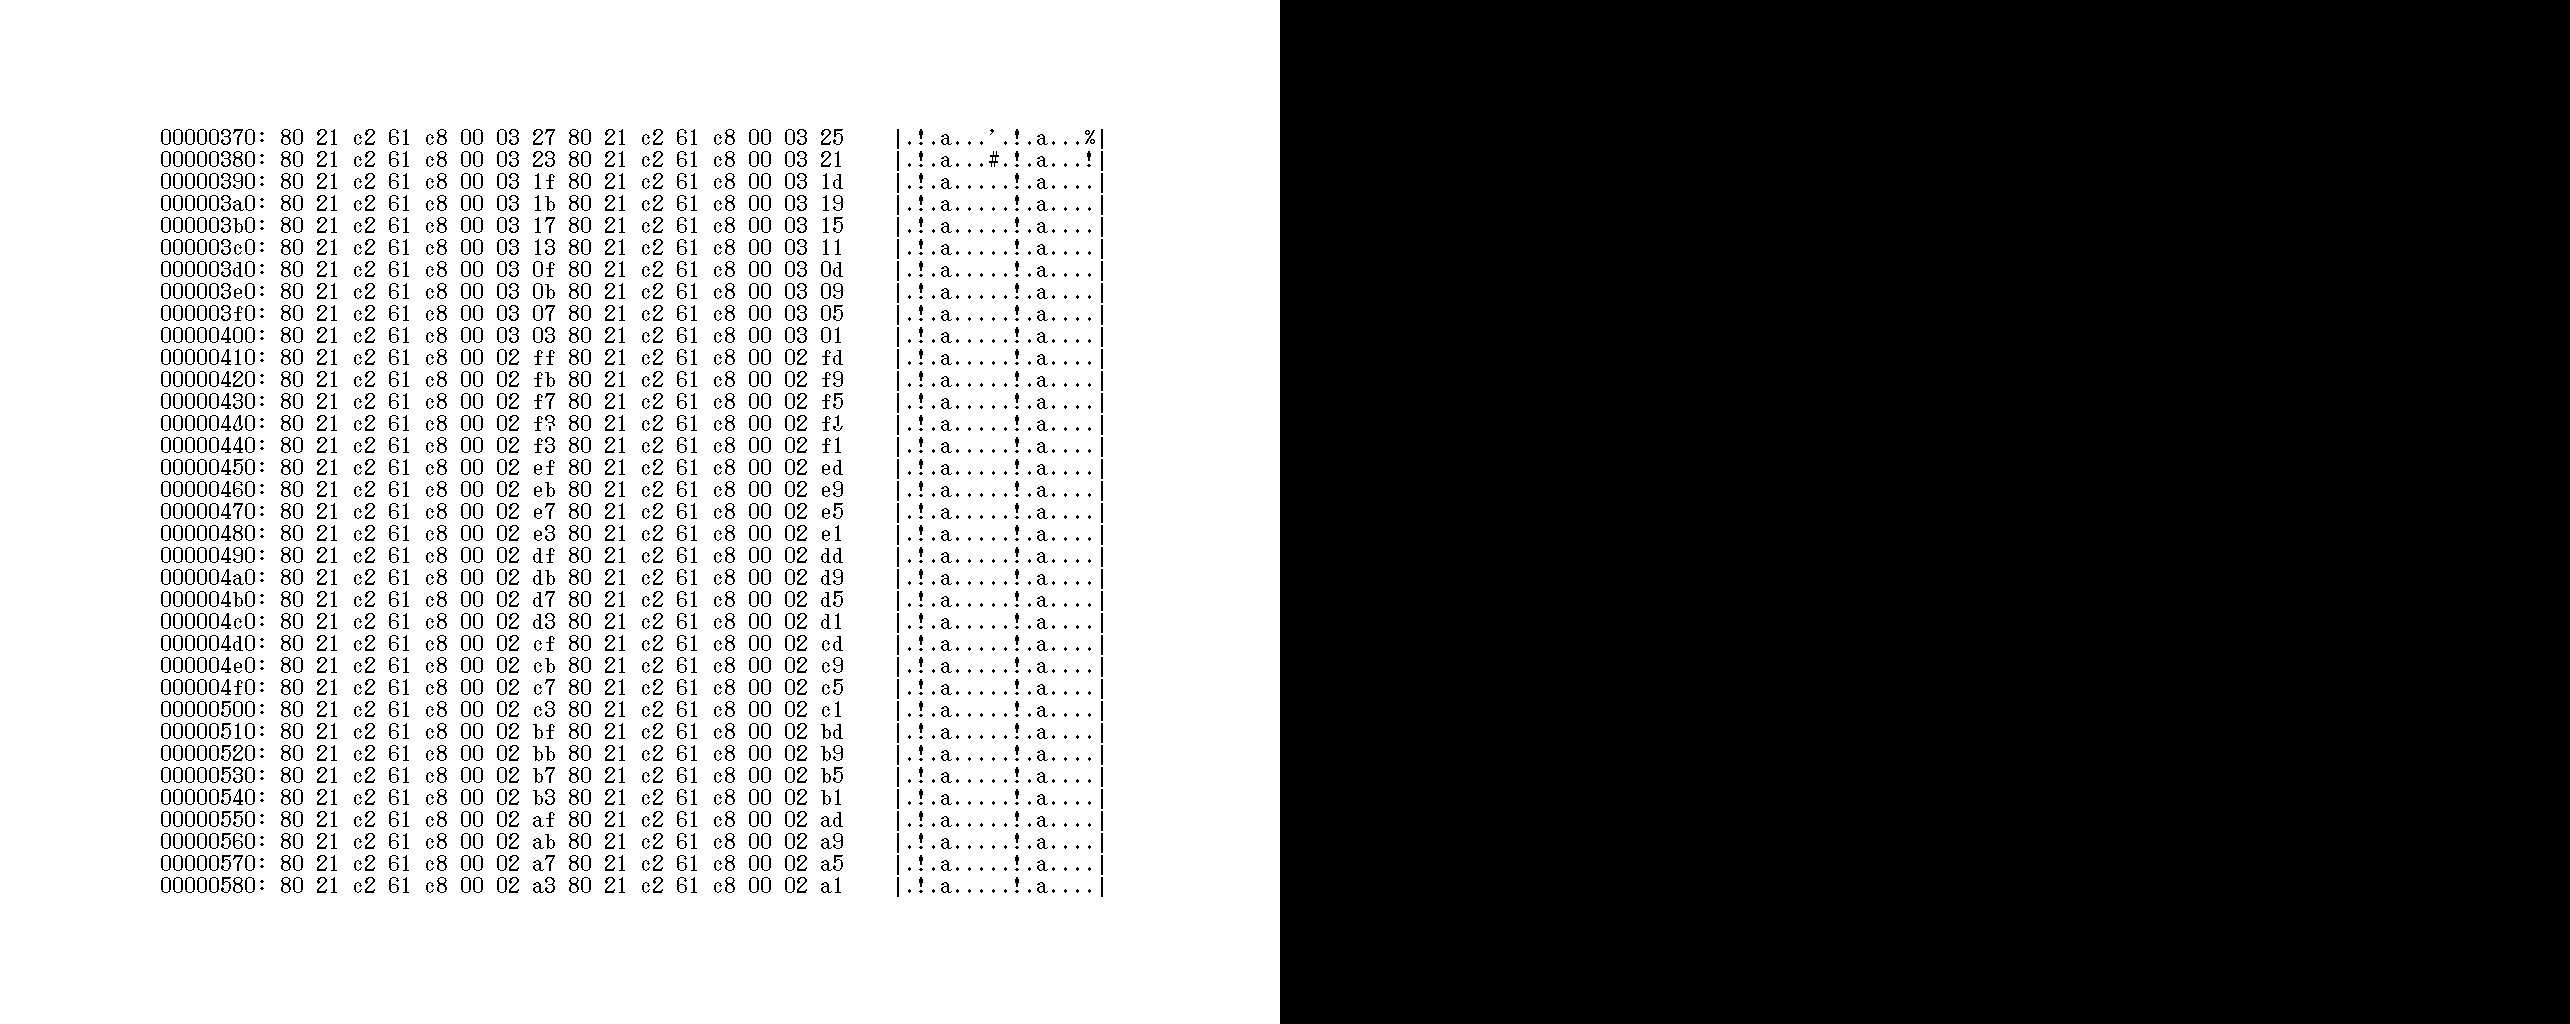 00000370: 80 21 c2 61 c8 00 03 27 80 21 c2 61 c8 00 03 25 |.!.a...'.!.a...%|
00000380: 80 21 c2 61 c8 00 03 23 80 21 c2 61 c8 00 03 21 |.!.a...#.!.a...!|
00000390: 80 21 c2 61 c8 00 03 1f 80 21 c2 61 c8 00 03 1d |.!.a.....!.a....|
000003a0: 80 21 c2 61 c8 00 03 1b 80 21 c2 61 c8 00 03 19 |.!.a.....!.a....|
000003b0: 80 21 c2 61 c8 00 03 17 80 21 c2 61 c8 00 03 15 |.!.a.....!.a....|
000003c0: 80 21 c2 61 c8 00 03 13 80 21 c2 61 c8 00 03 11 |.!.a.....!.a....|
000003d0: 80 21 c2 61 c8 00 03 0f 80 21 c2 61 c8 00 03 0d |.!.a.....!.a....|
000003e0: 80 21 c2 61 c8 00 03 0b 80 21 c2 61 c8 00 03 09 |.!.a.....!.a....|
000003f0: 80 21 c2 61 c8 00 03 07 80 21 c2 61 c8 00 03 05 |.!.a.....!.a....|
00000400: 80 21 c2 61 c8 00 03 03 80 21 c2 61 c8 00 03 01 |.!.a.....!.a....|
00000410: 80 21 c2 61 c8 00 02 ff 80 21 c2 61 c8 00 02 fd |.!.a.....!.a....|
00000420: 80 21 c2 61 c8 00 02 fb 80 21 c2 61 c8 00 02 f9 |.!.a.....!.a....|
00000430: 80 21 c2 61 c8 00 02 f7 80 21 c2 61 c8 00 02 f5 |.!.a.....!.a....|
80 21 c2 61 c8 00 02 80 21 c2 61 c8 00 02 |.!.a.....!.a....|
00000440: 80 21 c2 61 c8 00 02 f3 80 21 c2 61 c8 00 02 f1 |.!.a.....!.a....|
00000450: 80 21 c2 61 c8 00 02 ef 80 21 c2 61 c8 00 02 ed |.!.a.....!.a....|
00000460: 80 21 c2 61 c8 00 02 eb 80 21 c2 61 c8 00 02 e9 |.!.a.....!.a....|
00000470: 80 21 c2 61 c8 00 02 e7 80 21 c2 61 c8 00 02 e5 |.!.a.....!.a....|
00000480: 80 21 c2 61 c8 00 02 e3 80 21 c2 61 c8 00 02 e1 |.!.a.....!.a....|
00000490: 80 21 c2 61 c8 00 02 df 80 21 c2 61 c8 00 02 dd |.!.a.....!.a....|
000004a0: 80 21 c2 61 c8 00 02 db 80 21 c2 61 c8 00 02 d9 |.!.a.....!.a....|
000004b0: 80 21 c2 61 c8 00 02 d7 80 21 c2 61 c8 00 02 d5 |.!.a.....!.a....|
000004c0: 80 21 c2 61 c8 00 02 d3 80 21 c2 61 c8 00 02 d1 |.!.a.....!.a....|
000004d0: 80 21 c2 61 c8 00 02 cf 80 21 c2 61 c8 00 02 cd |.!.a.....!.a....|
000004e0: 80 21 c2 61 c8 00 02 cb 80 21 c2 61 c8 00 02 c9 |.!.a.....!.a....|
000004f0: 80 21 c2 61 c8 00 02 c7 80 21 c2 61 c8 00 02 c5 |.!.a.....!.a....|
00000500: 80 21 c2 61 c8 00 02 c3 80 21 c2 61 c8 00 02 c1 |.!.a.....!.a....|
00000510: 80 21 c2 61 c8 00 02 bf 80 21 c2 61 c8 00 02 bd |.!.a.....!.a....|
00000520: 80 21 c2 61 c8 00 02 bb 80 21 c2 61 c8 00 02 b9 |.!.a.....!.a....|
00000530: 80 21 c2 61 c8 00 02 b7 80 21 c2 61 c8 00 02 b5 |.!.a.....!.a....|
00000540: 80 21 c2 61 c8 00 02 b3 80 21 c2 61 c8 00 02 b1 |.!.a.....!.a....|
00000550: 80 21 c2 61 c8 00 02 af 80 21 c2 61 c8 00 02 ad |.!.a.....!.a....|
00000560: 80 21 c2 61 c8 00 02 ab 80 21 c2 61 c8 00 02 a9 |.!.a.....!.a....|
00000570: 80 21 c2 61 c8 00 02 a7 80 21 c2 61 c8 00 02 a5 |.!.a.....!.a....|
00000580: 80 21 c2 61 c8 00 02 a3 80 21 c2 61 c8 00 02 a1 |.!.a.....!.a....|